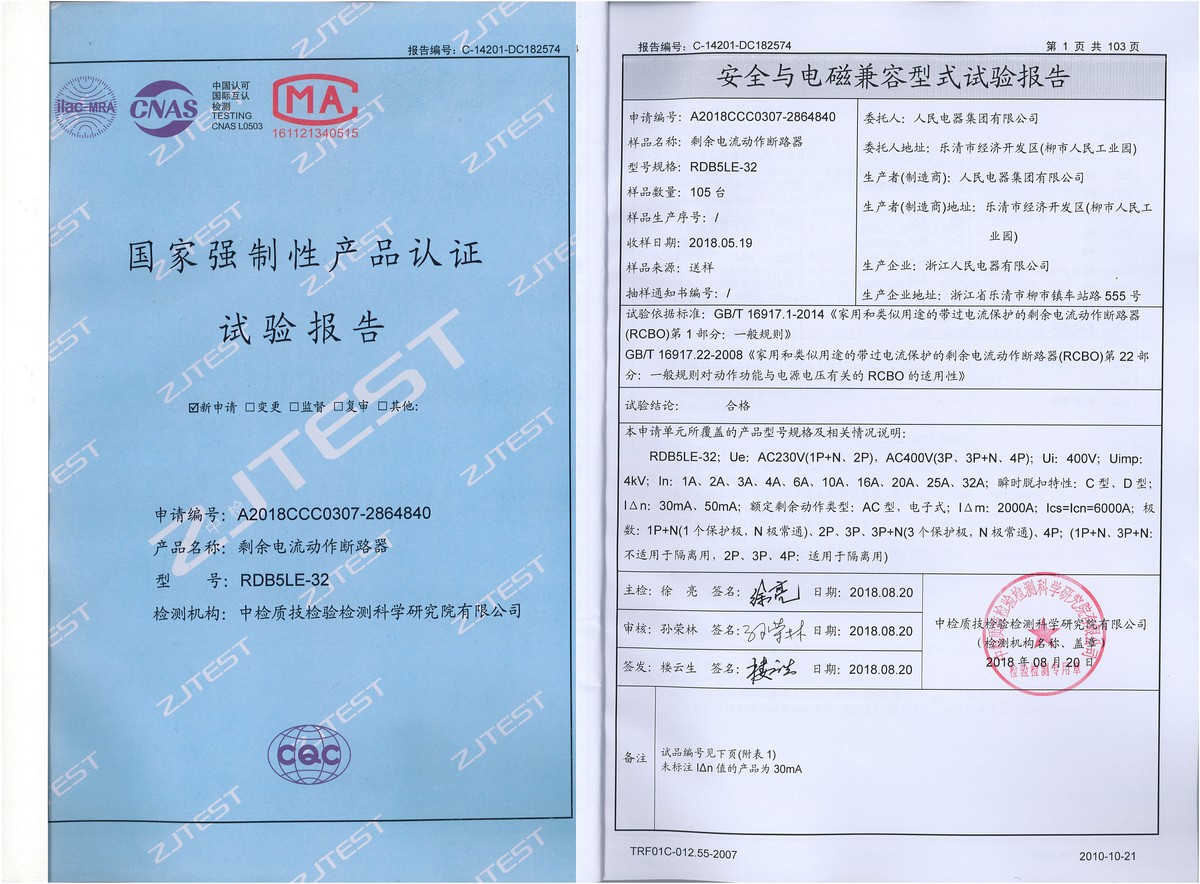 报告编号：C-14201-DC182574
ilac-MRA
CNAS
中国认可
国际互认
检测
TESTING
CNAS L0503
MA
161121340515
国家强制性产品认证
试验报告
☑新申请 □变更 □监督 □复审 □其他:
ZJTEST
申请编号：A2018CCC0307-2864840
产品名称：剩余电流动作断路器
型 号：RDB5LE-32
检测机构：中检质技检验检测科学研究院有限公司
CQC
报告编号：C-14201-DC182574 第 1 页 共 103 页
安全与电磁兼容型式试验报告
申请编号：A2018CCC0307-2864840
样品名称：剩余电流动作断路器
型号规格：RDB5LE-32
样品数量：105 台
样品生产序号：/
收样日期：2018.05.19
样品来源：送样
抽样通知书编号：/
委托人：人民电器集团有限公司
委托人地址：乐清市经济开发区(柳市人民工业园)
生产者(制造商)：人民电器集团有限公司
生产者(制造商)地址：乐清市经济开发区(柳市人民工
业园)
生产企业：浙江人民电器有限公司
生产企业地址：浙江省乐清市柳市镇车站路 555 号
试验依据标准：GB/T 16917.1-2014《家用和类似用途的带过电流保护的剩余电流动作断路器
(RCBO)第 1 部分：一般规则》
GB/T 16917.22-2008《家用和类似用途的带过电流保护的剩余电流动作断路器(RCBO)第 22 部
分：一般规则对动作功能与电源电压有关的 RCBO 的适用性》
试验结论： 合格
本申请单元所覆盖的产品型号规格及相关情况说明：
RDB5LE-32；Ue：AC230V(1P+N、2P)，AC400V(3P、3P+N、4P)；Ui：400V；Uimp：
4kV；In：1A、2A、3A、4A、6A、10A、16A、20A、25A、32A；瞬时脱扣特性：C 型、D 型；
I△n：30mA、50mA；额定剩余动作类型：AC 型，电子式；I△m：2000A；Ics=Icn=6000A；极
数：1P+N(1 个保护极，N 极常通)、2P、3P、3P+N(3 个保护极，N 极常通)、4P；(1P+N、3P+N：
不适用于隔离用，2P、3P、4P：适用于隔离用)
主检：徐 亮 签名：徐亮 日期：2018.08.20
审核：孙荣林 签名：孙荣林 日期：2018.08.20
签发：楼云生 签名： 日期：2018.08.20
中检质技检验检测科学研究院有限公司
(检测机构名称、盖章)
2018 年 08 月 20 日
中检质技检验检测科学研究院有限公司
检验检测专用章
备注
试品编号见下页(附表 1)
未标注 I△n 值的产品为 30mA
TRF01C-012.55-2007 2010-10-21